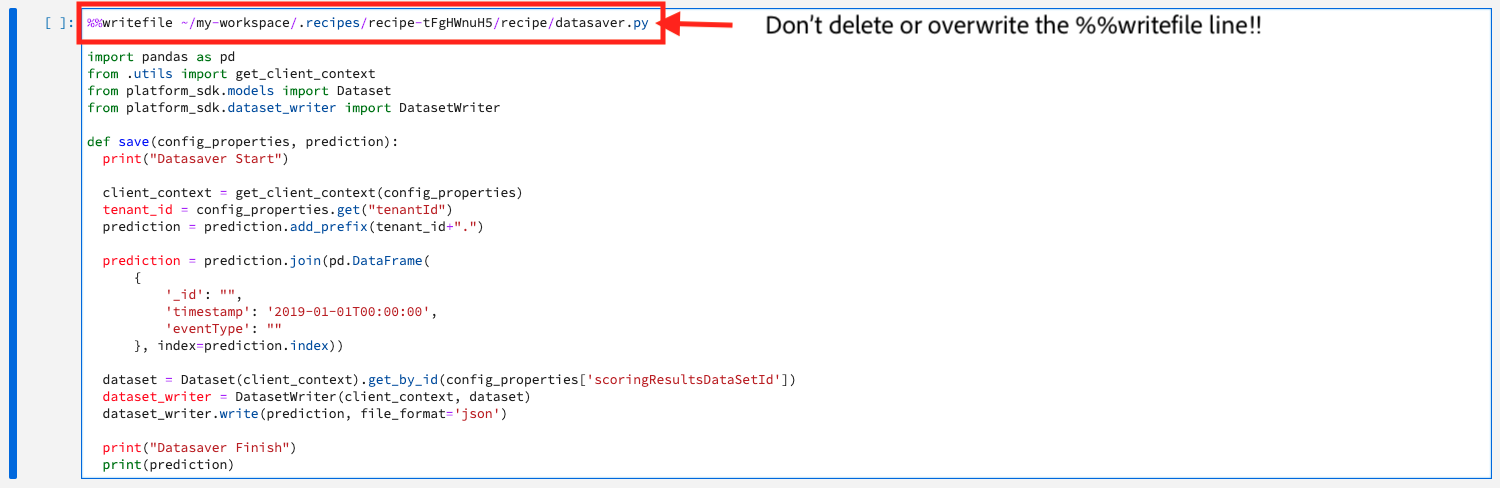 [ ]: %%writefile ~/my-workspace/.recipes/recipe-tFgHWnuH5/recipe/datasaver.py Don’t delete or overwrite the %%writefile line!!
import pandas as pd
from .utils import get_client_context
from platform_sdk.models import Dataset
from platform_sdk.dataset_writer import DatasetWriter
def save(config_properties, prediction):
print("Datasaver Start")
client_context = get_client_context(config_properties)
tenant_id = config_properties.get("tenantId")
prediction = prediction.add_prefix(tenant_id+".")
prediction = prediction.join(pd.DataFrame(
{
'_id': "",
'timestamp': '2019-01-01T00:00:00',
'eventType': ""
}, index=prediction.index))
dataset = Dataset(client_context).get_by_id(config_properties['scoringResultsDataSetId'])
dataset_writer = DatasetWriter(client_context, dataset)
dataset_writer.write(prediction, file_format='json')
print("Datasaver Finish")
print(prediction)